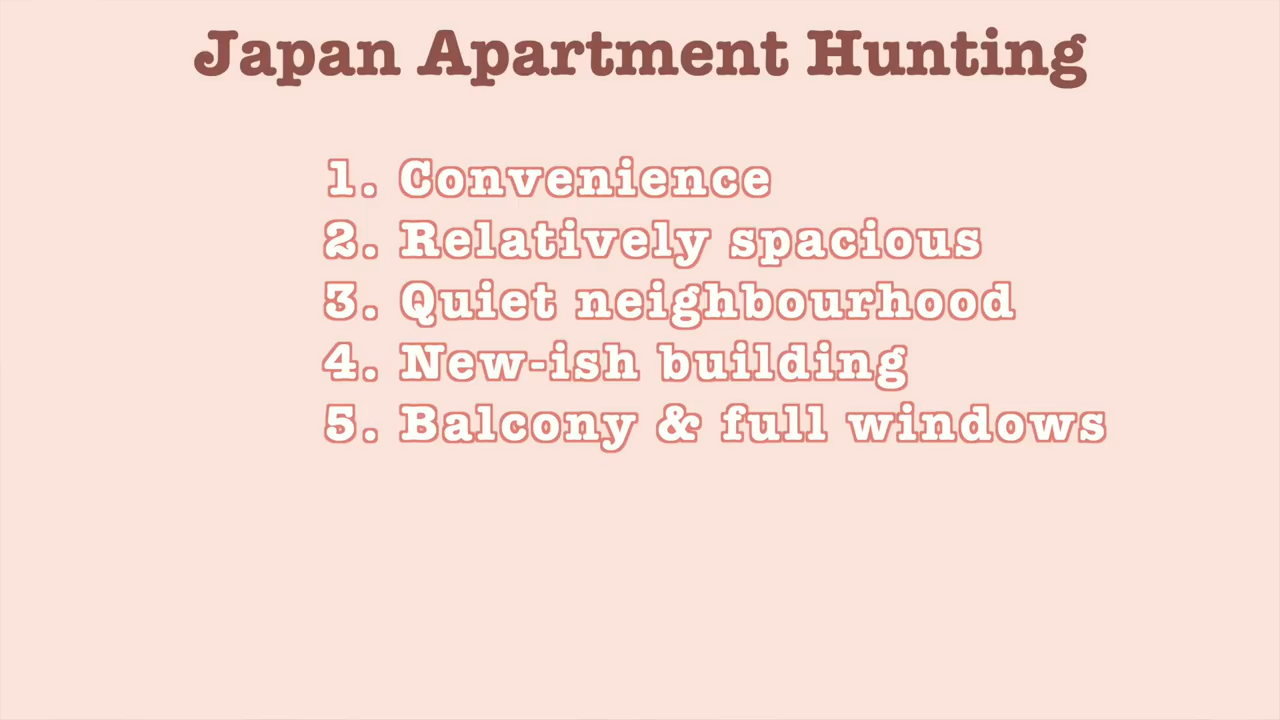 Japan Apartment Hunting
1. Convenience
2. Relatively spacious
3. Quiet neighbourhood
4. New-ish building
5. Balcony & full windows